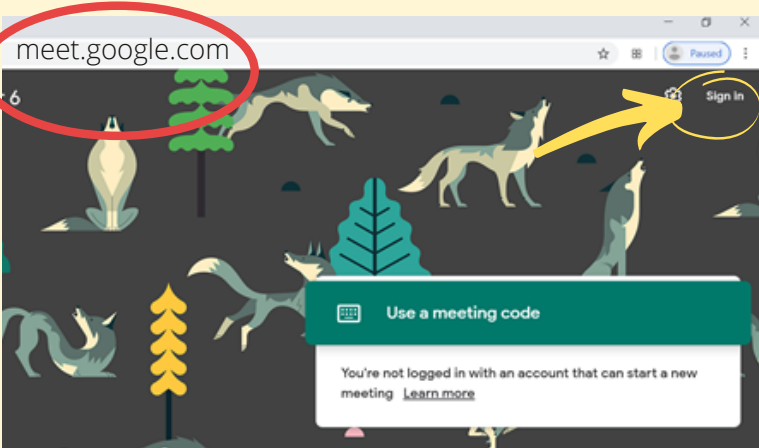 meet.google.com
Paused
6
Sign in
Use a meeting code
You're not logged in with an account that can start a new
meeting Learn more